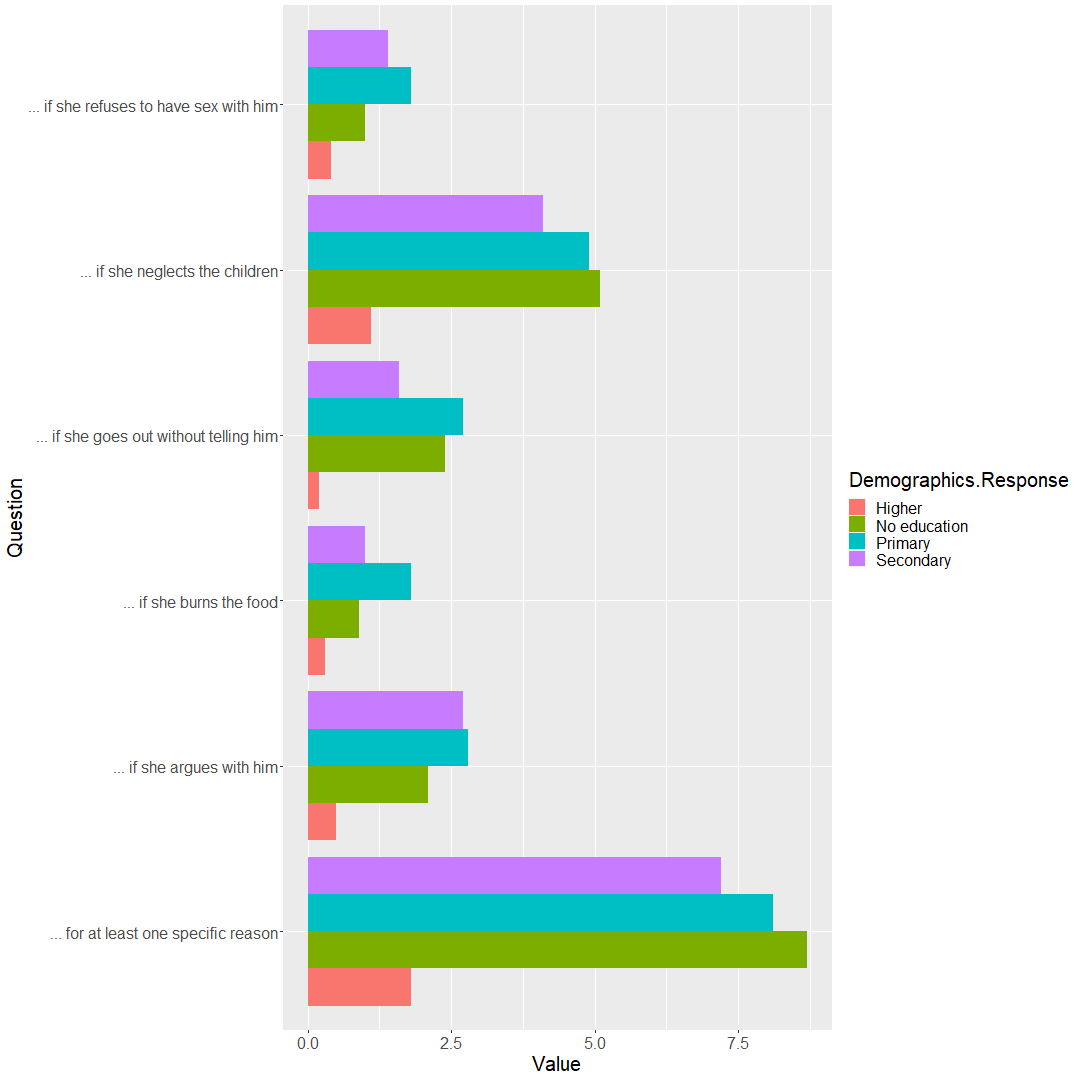 ... if she refuses to have sex with him
... if she neglects the children
... if she goes out without telling him
... if she burns the food
... if she argues with him
... for at least one specific reason
Question
0.0 2.5 5.0 7.5
Value
Demographics.Response
Higher
No education
Primary
Secondary